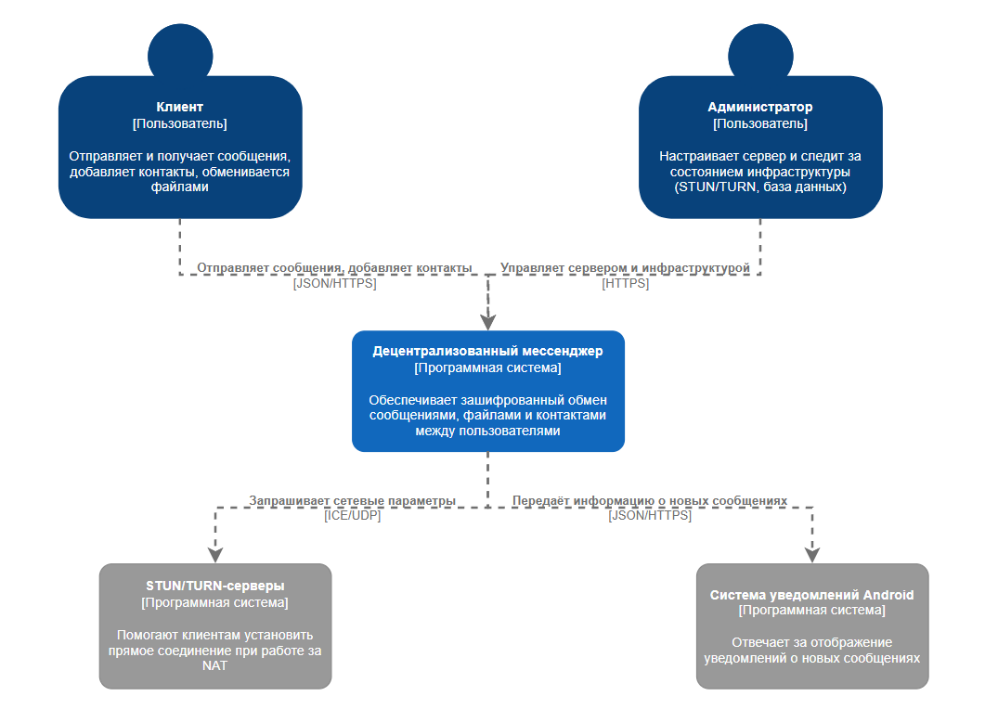 Клиент
[Пользователь]
Отправляет и получает сообщения,
добавляет контакты, обменивается
файлами
Администратор
[Пользователь]
Настраивает сервер и следит за
состоянием инфраструктуры
(STUN/TURN, база данных)
Отправляет сообщения, добавляет контакты
[JSON/HTTPS]
Управляет сервером и инфраструктурой
[HTTPS]
Децентрализованный мессенджер
[Программная система]
Обеспечивает зашифрованный обмен
сообщениями, файлами и контактами
между пользователями
Запрашивает сетевые параметры
[ICE/UDP]
Передаёт информацию о новых сообщениях
[JSON/HTTPS]
STUN/TURN-серверы
[Программная система]
Помогают клиентам установить
прямое соединение при работе за
NAT
Система уведомлений Android
[Программная система]
Отвечает за отображение
уведомлений о новых сообщениях